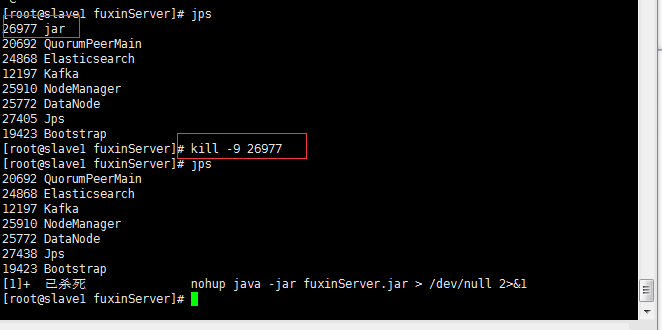 [root@slave1 fuxinServer]# jps
26977 jar
20692 QuorumPeerMain
24868 Elasticsearch
12197 Kafka
25910 NodeManager
25772 DataNode
27405 Jps
19423 Bootstrap
[root@slave1 fuxinServer]# kill -9 26977
[root@slave1 fuxinServer]# jps
20692 QuorumPeerMain
24868 Elasticsearch
12197 Kafka
25910 NodeManager
25772 DataNode
27438 Jps
19423 Bootstrap
[1]+  已杀死               nohup java -jar fuxinServer.jar > /dev/null 2>&1
[root@slave1 fuxinServer]#